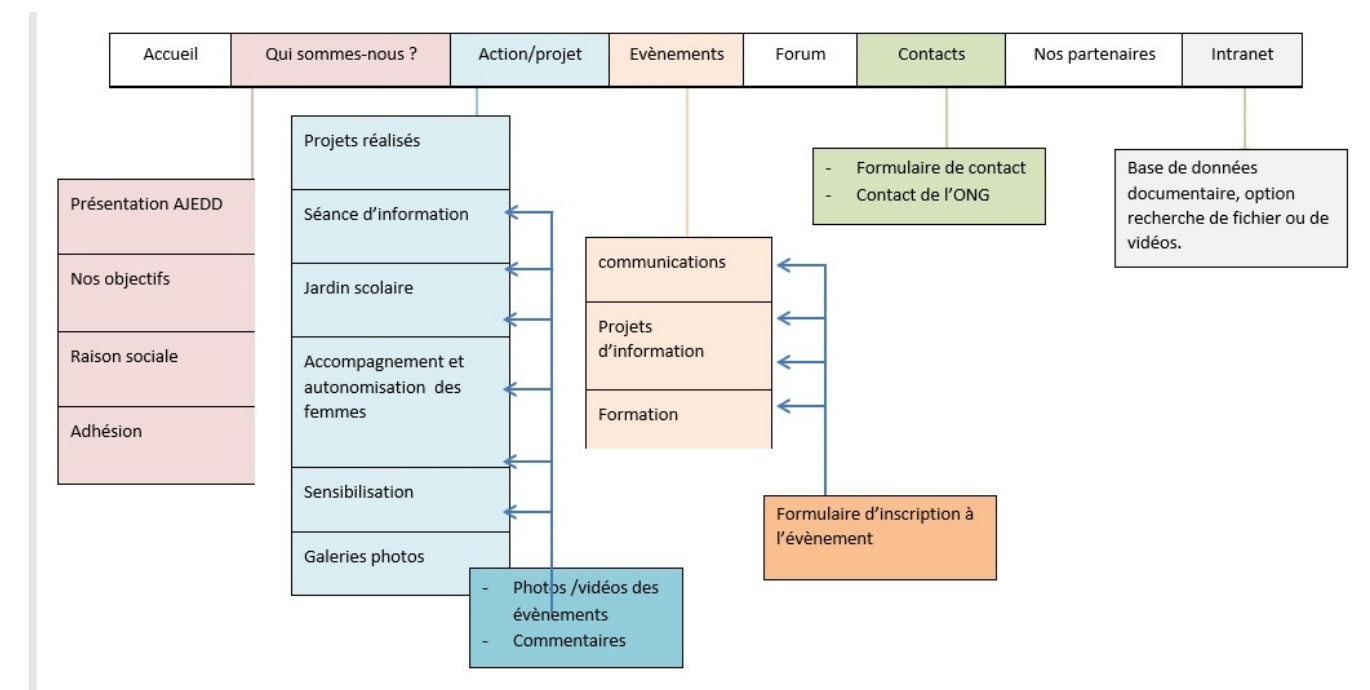 Accueil
Qui sommes-nous ?
Action/projet
Evènements
Forum
Contacts
Nos partenaires
Intranet
Présentation AJEDD
Nos objectifs
Raison sociale
Adhésion
Projets réalisés
Séance d’information
Jardin scolaire
Accompagnement et
autonomisation des
femmes
Sensibilisation
Galeries photos
- Photos /vidéos des
évènements
- Commentaires
communications
Projets
d’information
Formation
Formulaire d’inscription à
l’évènement
- Formulaire de contact
- Contact de l’ONG
Base de données
documentaire, option
recherche de fichier ou de
vidéos.